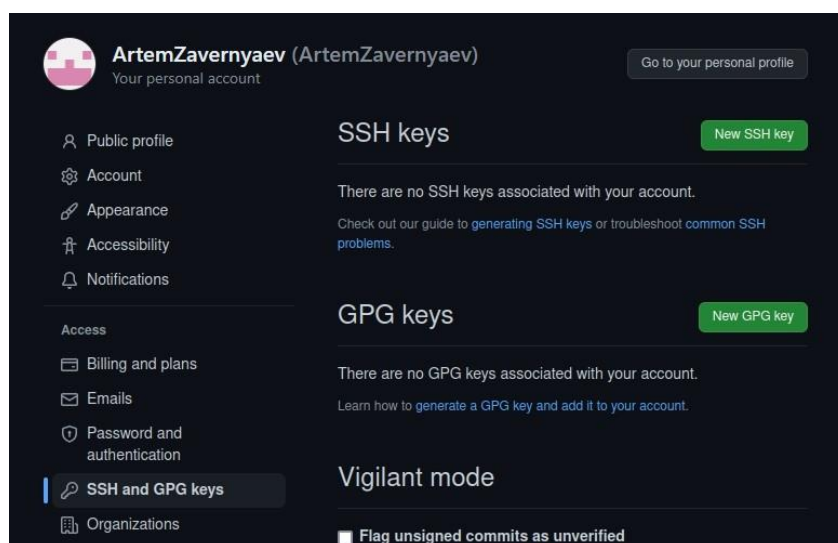 ArtemZavernyaev (ArtemZavernyaev)
Your personal account
Go to your personal profile
Public profile
Account
Appearance
Accessibility
Notifications
Access
Billing and plans
Emails
Password and
authentication
SSH and GPG keys
Organizations
SSH keys
New SSH key
There are no SSH keys associated with your account.
Check out our guide to generating SSH keys or troubleshoot common SSH
problems.
GPG keys
New GPG key
There are no GPG keys associated with your account.
Learn how to generate a GPG key and add it to your account.
Vigilant mode
Flag unsigned commits as unverified